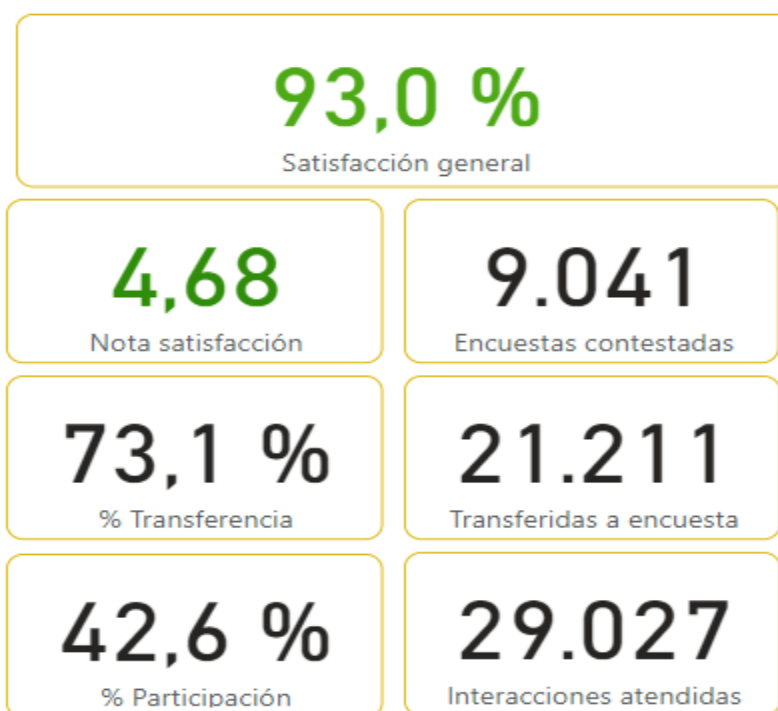 93,0 %
Satisfacción general
4,68
Nota satisfacción
9.041
Encuestas contestadas
73,1 %
% Transferencia
21.211
Transferidas a encuesta
42,6 %
% Participación
29.027
Interacciones atendidas